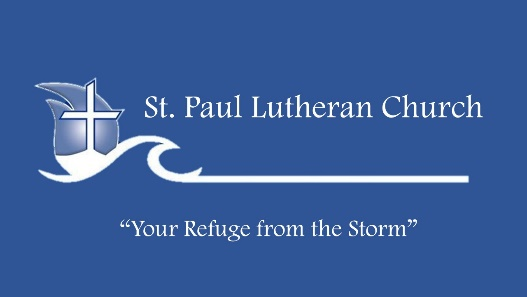 St. Paul Lutheran Church
“Your Refuge from the Storm”